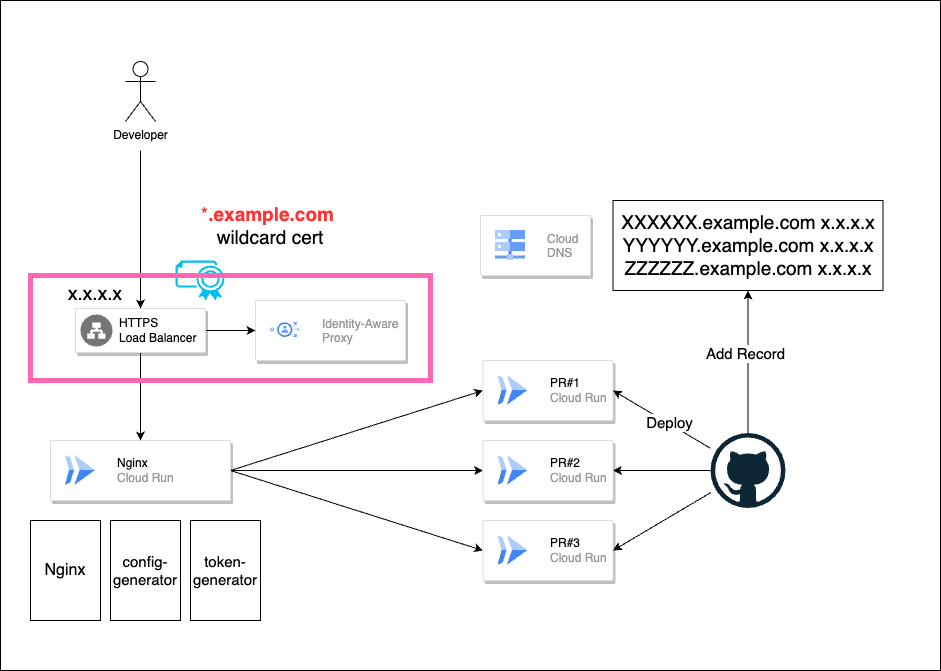 Developer
*.example.com
wildcard cert
X.X.X.X
HTTPS
Load Balancer
Identity-Aware
Proxy
Cloud
DNS
XXXXXX.example.com x.x.x.x
YYYYYY.example.com x.x.x.x
ZZZZZZ.example.com x.x.x.x
Add Record
Deploy
PR#1
Cloud Run
PR#2
Cloud Run
PR#3
Cloud Run
Nginx
Cloud Run
Nginx
config-
generator
token-
generator